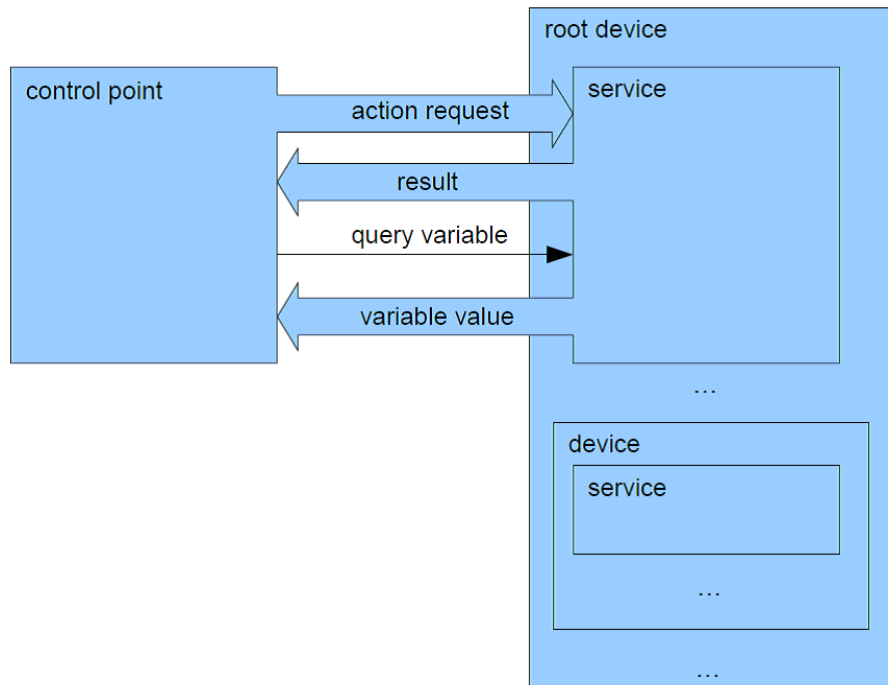 root device
control point
service
action request
result
query variable
variable value
...
device
service
...
...